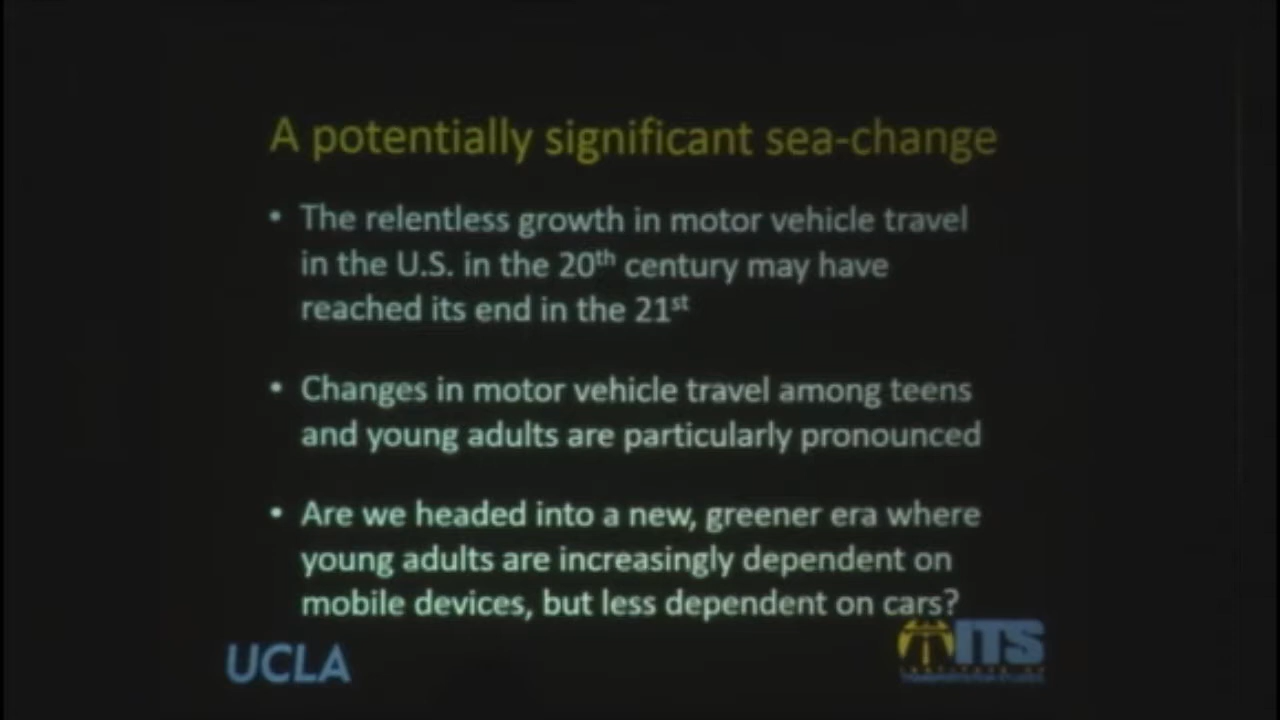 A potentially significant sea-change
• The relentless growth in motor vehicle travel
in the U.S. in the 20th century may have
reached its end in the 21st
• Changes in motor vehicle travel among teens
and young adults are particularly pronounced
• Are we headed into a new, greener era where
young adults are increasingly dependent on
mobile devices, but less dependent on cars?
UCLA
ITS